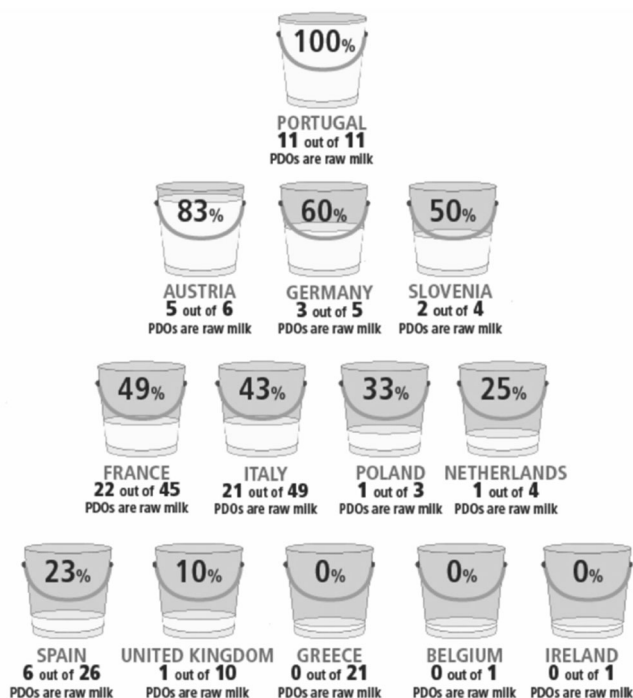 100%
PORTUGAL
11 out of 11
PDOs are raw milk
83% 60% 50%
AUSTRIA GERMANY SLOVENIA
5 out of 6 3 out of 5 2 out of 4
PDOs are raw milk PDOs are raw milk PDOs are raw milk
49% 43% 33% 25%
FRANCE ITALY POLAND NETHERLANDS
22 out of 45 21 out of 49 1 out of 3 1 out of 4
PDOs are raw milk PDOs are raw milk PDOs are raw milk PDOs are raw milk
23% 10% 0% 0% 0%
SPAIN UNITED KINGDOM GREECE BELGIUM IRELAND
6 out of 26 1 out of 10 0 out of 21 0 out of 1 0 out of 1
PDOs are raw milk PDOs are raw milk PDOs are raw milk PDOs are raw milk PDOs are raw milk